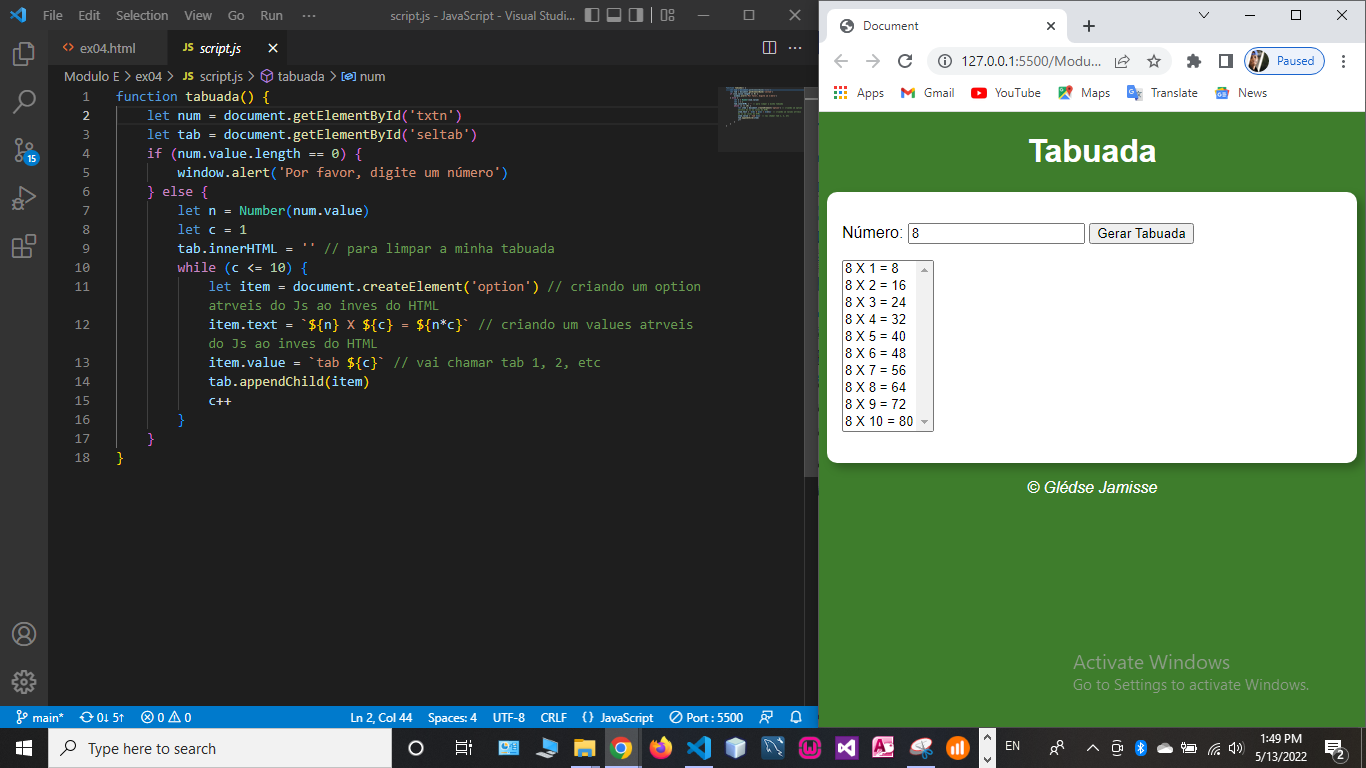 File Edit Selection View Go Run ··· script.js - JavaScript - Visual Studi...
ex04.html JS script.js
Modulo E > ex04 > JS script.js > tabuada > num
1 function tabuada() {
2 let num = document.getElementById('txtn')
3 let tab = document.getElementById('seltab')
4 if (num.value.length == 0) {
5 window.alert('Por favor, digite um número')
6 } else {
7 let n = Number(num.value)
8 let c = 1
9 tab.innerHTML = '' // para limpar a minha tabuada
10 while (c <= 10) {
11 let item = document.createElement('option') // criando um option
atrveis do Js ao inves do HTML
12 item.text = `${n} X ${c} = ${n*c}` // criando um values atrveis
do Js ao inves do HTML
13 item.value = `tab ${c}` // vai chamar tab 1, 2, etc
14 tab.appendChild(item)
15 c++
16 }
17 }
18 }
15
main* 0↓ 5↑ 0 0 Ln 2, Col 44 Spaces: 4 UTF-8 CRLF {} JavaScript Port : 5500
Document
127.0.0.1:5500/Modu... Paused
Apps Gmail YouTube Maps Translate News
Tabuada
Número: 8 Gerar Tabuada
8 X 1 = 8
8 X 2 = 16
8 X 3 = 24
8 X 4 = 32
8 X 5 = 40
8 X 6 = 48
8 X 7 = 56
8 X 8 = 64
8 X 9 = 72
8 X 10 = 80
© Glédse Jamisse
Activate Windows
Go to Settings to activate Windows.
Type here to search
EN
1:49 PM
5/13/2022
2